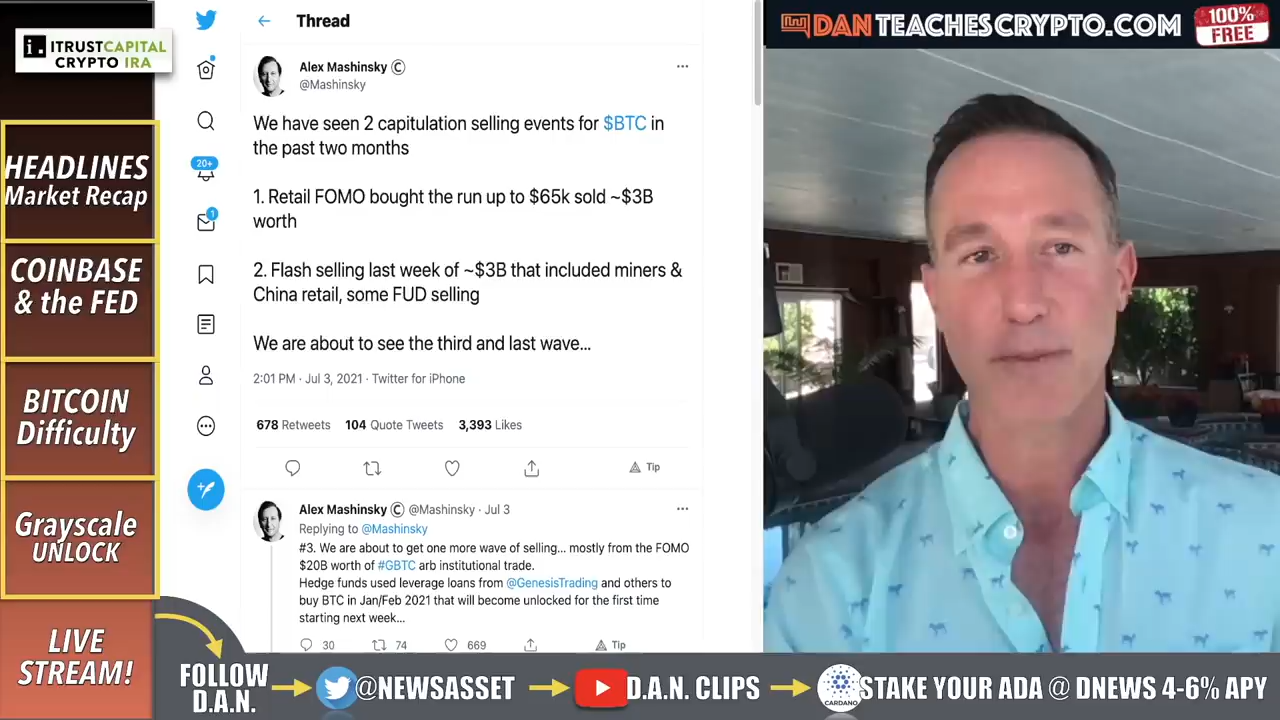 i. ITRUSTCAPITAL
CRYPTO IRA
HEADLINES
Market Recap
COINBASE
& the FED
BITCOIN
Difficulty
Grayscale
UNLOCK
LIVE
STREAM!
20+
1
Thread
Alex Mashinsky ©
@Mashinsky
We have seen 2 capitulation selling events for $BTC in
the past two months
1. Retail FOMO bought the run up to $65k sold ~$3B
worth
2. Flash selling last week of ~$3B that included miners &
China retail, some FUD selling
We are about to see the third and last wave...
2:01 PM · Jul 3, 2021 · Twitter for iPhone
678 Retweets 104 Quote Tweets 3,393 Likes
Tip
Alex Mashinsky © @Mashinsky · Jul 3
Replying to @Mashinsky
#3. We are about to get one more wave of selling... mostly from the FOMO
$20B worth of #GBTC arb institutional trade.
Hedge funds used leverage loans from @GenesisTrading and others to
buy BTC in Jan/Feb 2021 that will become unlocked for the first time
starting next week...
30 74 669 Tip
DANTEACHESCRYPTO.COM
100%
FREE
FOLLOW
D.A.N.
@NEWSASSET
D.A.N. CLIPS
CARDANO
STAKE YOUR ADA @ DNEWS 4-6% APY